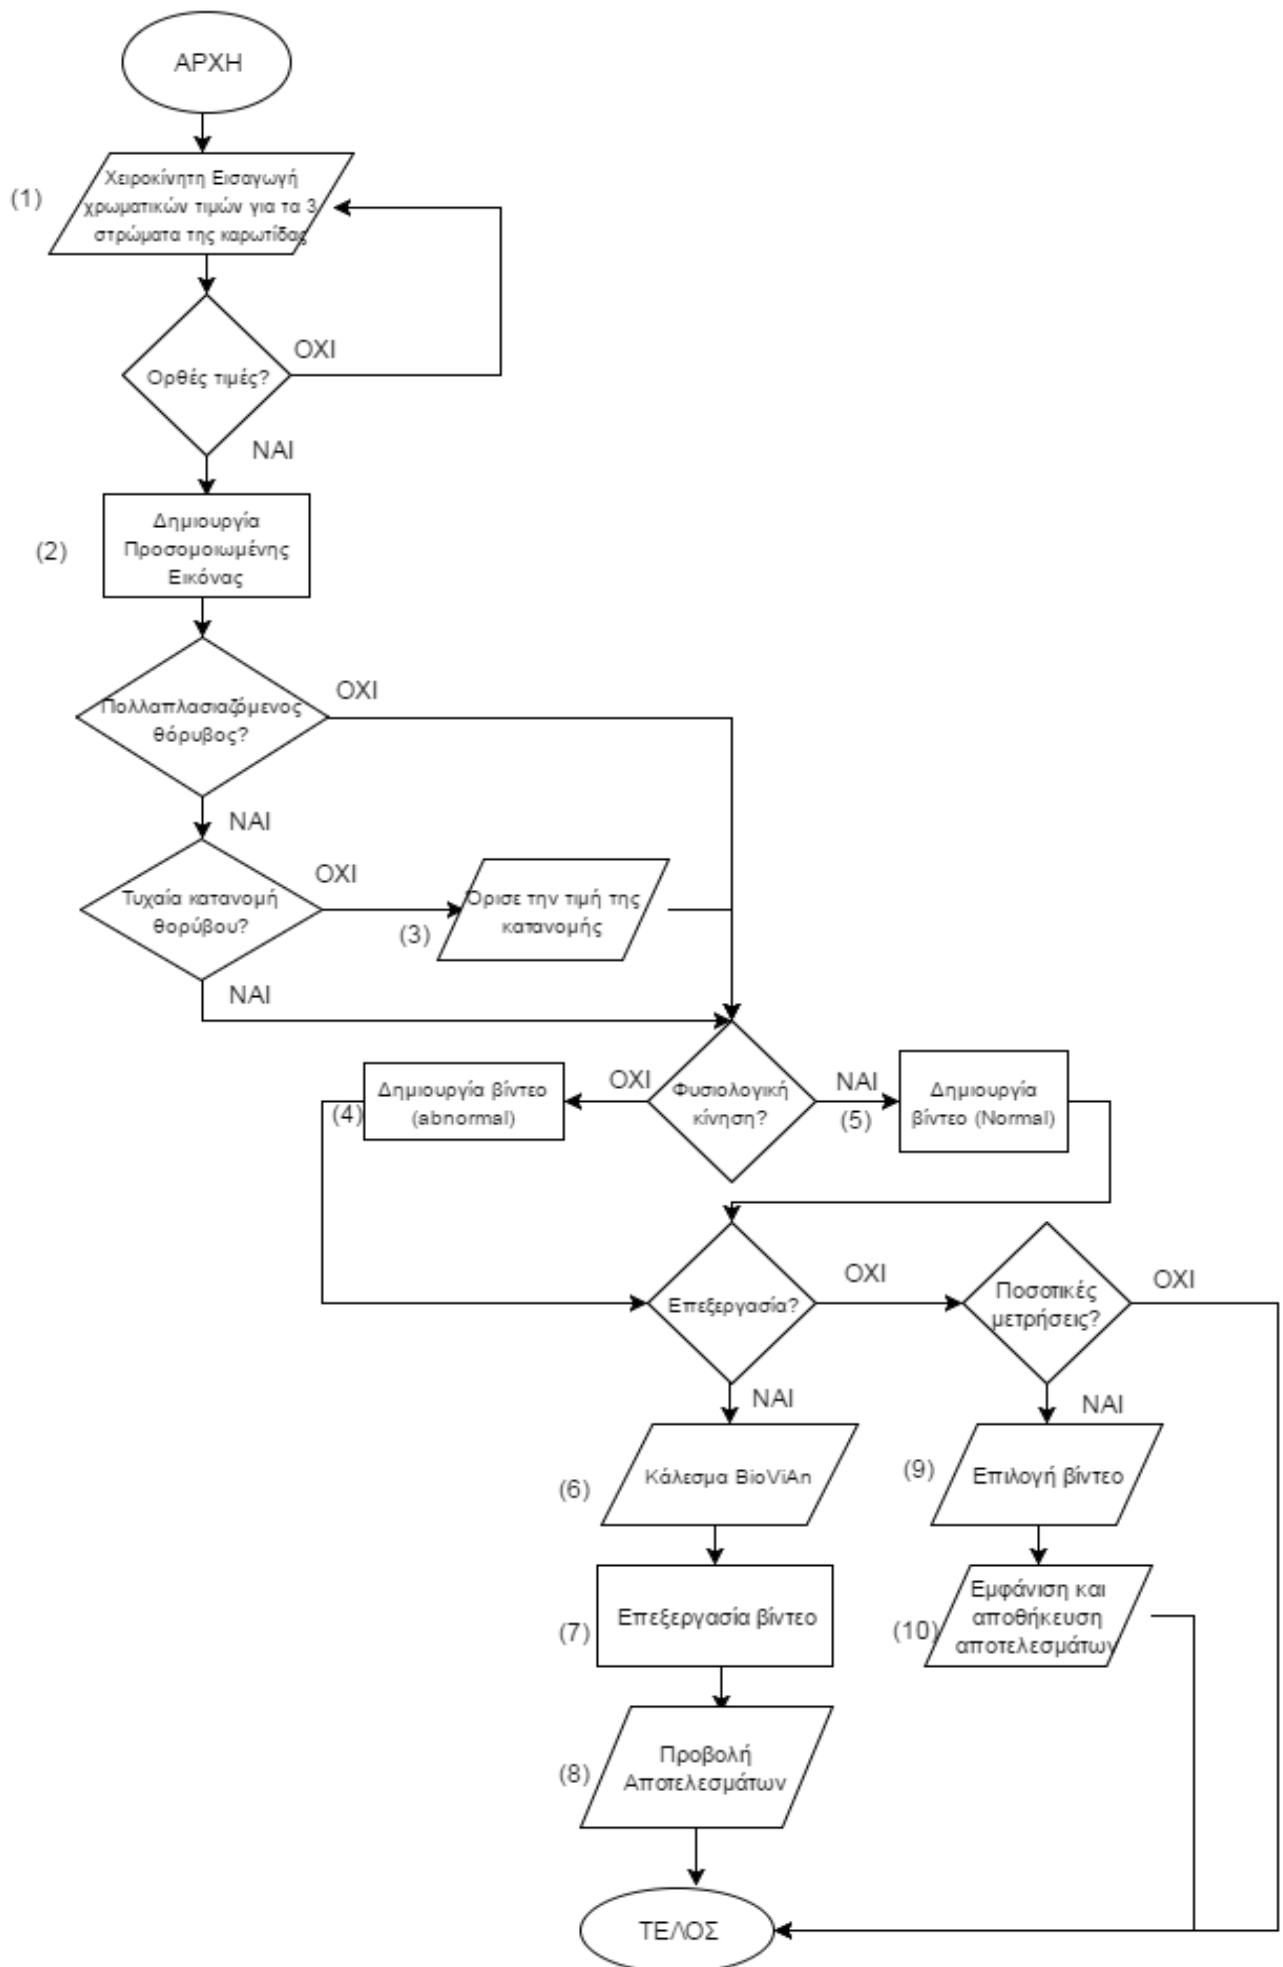 ΑΡΧΗ
(1)
Χειροκίνητη Εισαγωγή
χρωματικών τιμών για τα 3
στρώματα της καρωτίδας
ΟΧΙ
Ορθές τιμές?
ΝΑΙ
(2)
Δημιουργία
Προσομοιωμένης
Εικόνας
ΟΧΙ
Πολλαπλασιαζόμενος
θόρυβος?
ΝΑΙ
ΟΧΙ
Τυχαία κατανομή
θορύβου?
(3)
Όρισε την τιμή της
κατανομής
ΝΑΙ
(4)
Δημιουργία βίντεο
(abnormal)
ΟΧΙ
Φυσιολογική
κίνηση?
ΝΑΙ
(5)
Δημιουργία
βίντεο (Normal)
Επεξεργασία?
ΟΧΙ
Ποσοτικές
μετρήσεις?
ΟΧΙ
ΝΑΙ
ΝΑΙ
(6)
Κάλεσμα BioViAn
(9)
Επιλογή βίντεο
(7)
Επεξεργασία βίντεο
(10)
Εμφάνιση και
αποθήκευση
αποτελεσμάτων
(8)
Προβολή
Αποτελεσμάτων
ΤΕΛΟΣ